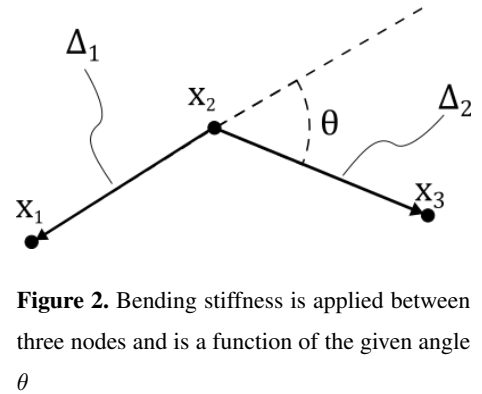 Δ₁
X₂
θ
Δ₂
X₁
X₃
Figure 2. Bending stiffness is applied between
three nodes and is a function of the given angle
θ